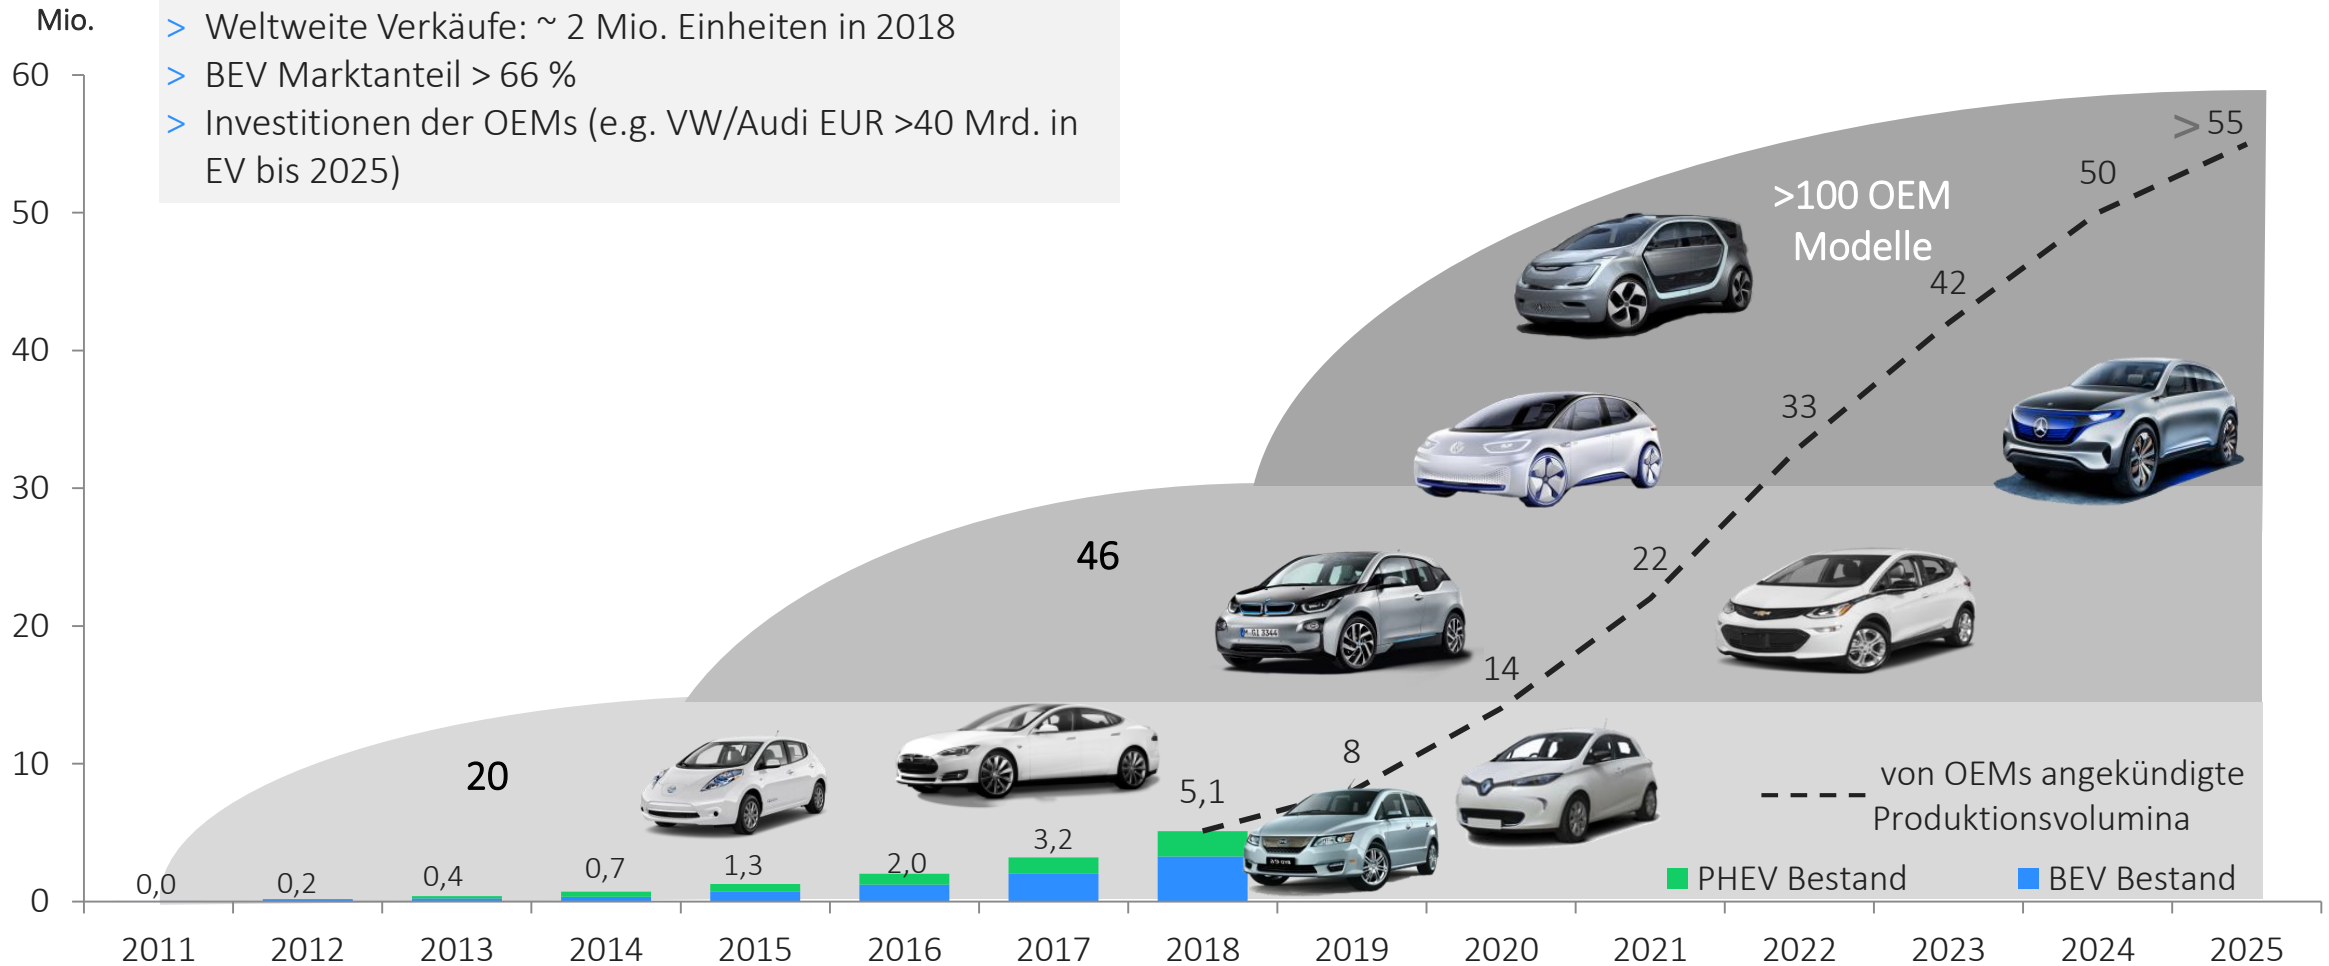 Mio.
> Weltweite Verkäufe: ~ 2 Mio. Einheiten in 2018
> BEV Marktanteil > 66 %
> Investitionen der OEMs (e.g. VW/Audi EUR >40 Mrd. in
EV bis 2025)
60
50
40
30
20
10
0
> 55
50
>100 OEM
Modelle
42
33
46
22
14
20
8
5,1
3,2
2,0
1,3
0,7
0,4
0,2
0,0
von OEMs angekündigte
Produktionsvolumina
PHEV Bestand
BEV Bestand
2011 2012 2013 2014 2015 2016 2017 2018 2019 2020 2021 2022 2023 2024 2025